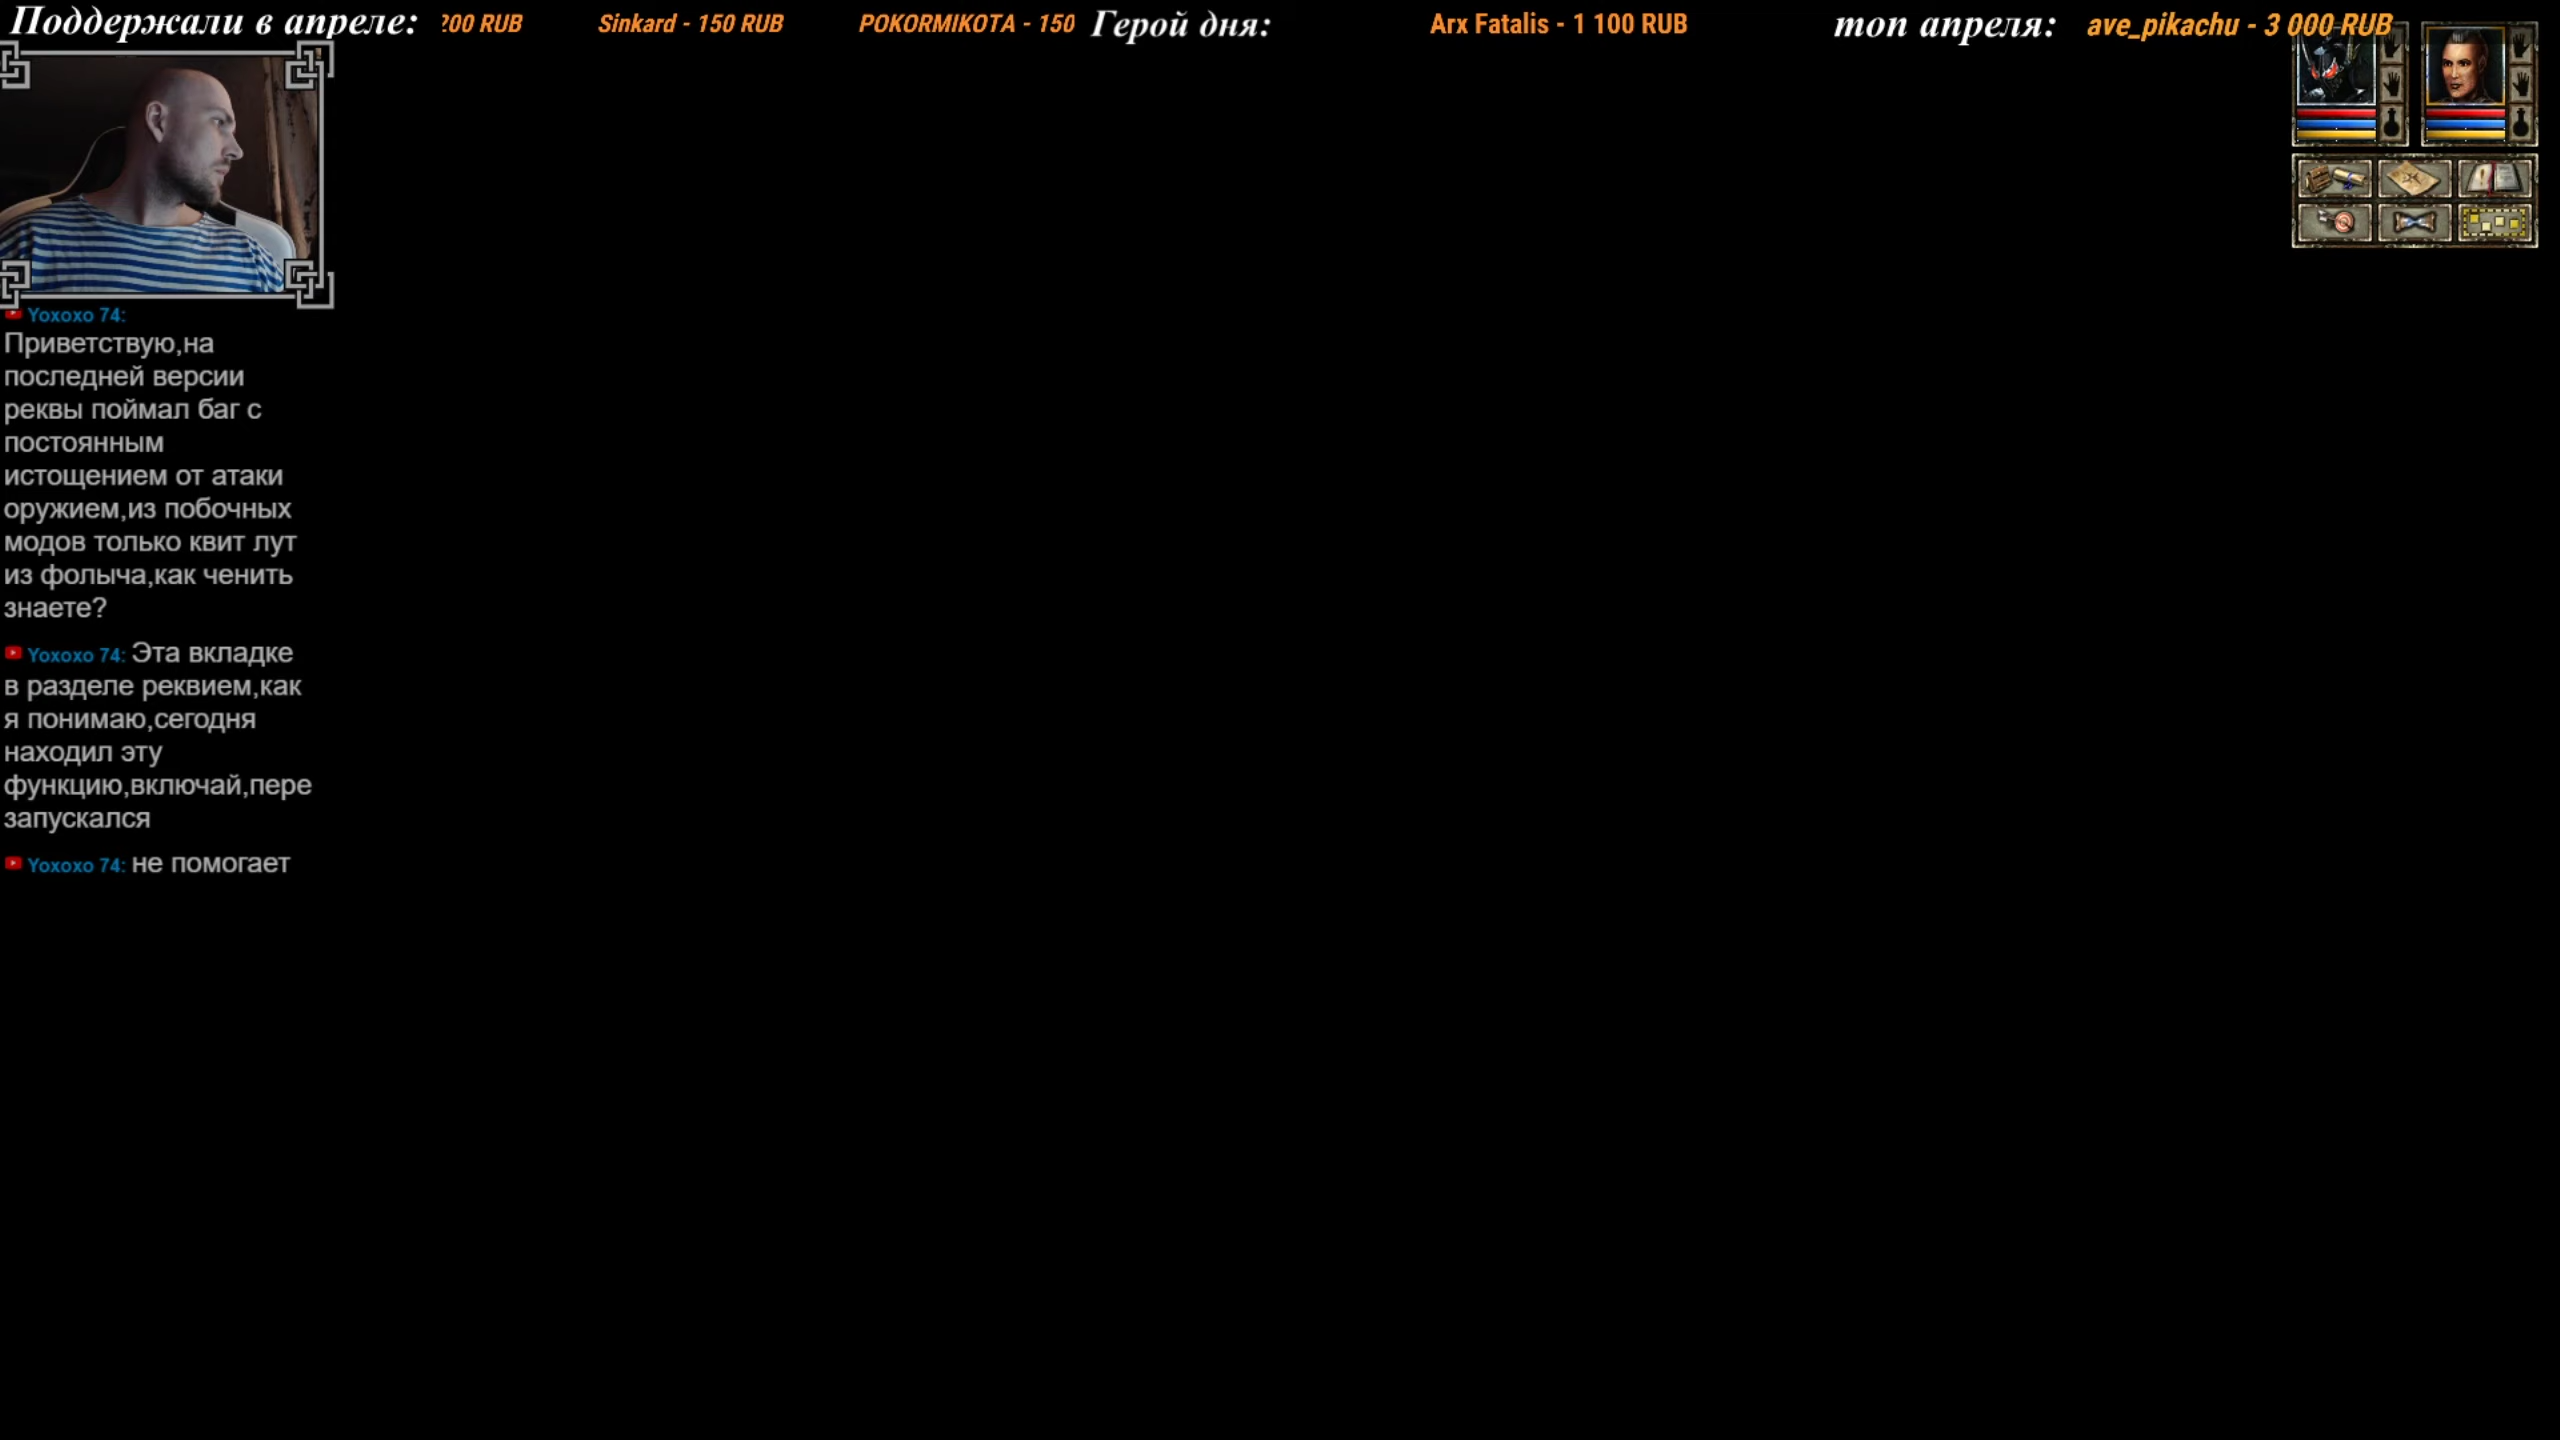 Поддержали в апреле: 200 RUB Sinkard - 150 RUB POKORMIKOTA - 150 Герой дня: Arx Fatalis - 1 100 RUB топ апреля: ave_pikachu - 3 000 RUB
Yoxoxo 74:
Приветствую,на
последней версии
реквы поймал баг с
постоянным
истощением от атаки
оружием,из побочных
модов только квит лут
из фолыча,как ченить
знаете?
Yoxoxo 74: Эта вкладке
в разделе реквием,как
я понимаю,сегодня
находил эту
функцию,включай,пере
запускался
Yoxoxo 74: не помогает